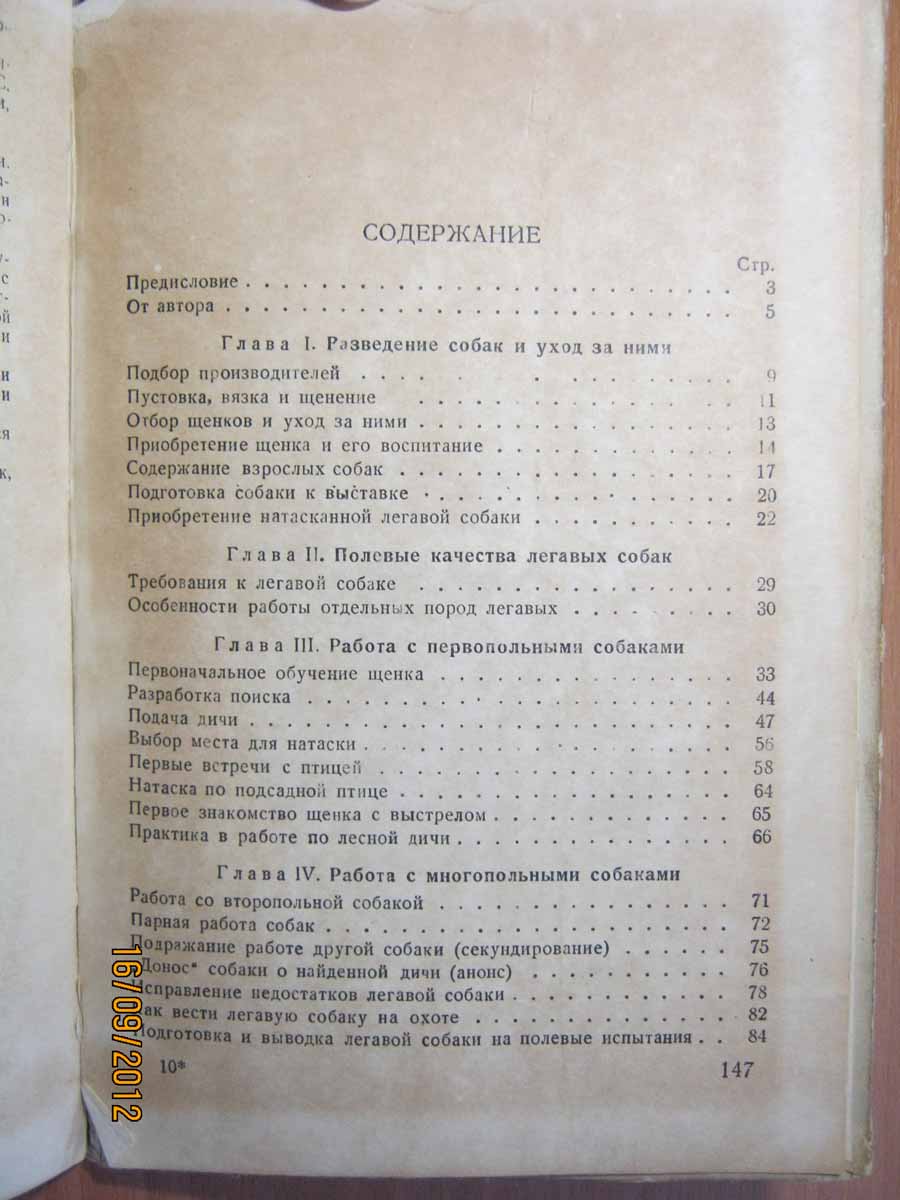 СОДЕРЖАНИЕ
Стр.
Предисловие . . . . . . . . . . . . . . . . . . . . 3
От автора . . . . . . . . . . . . . . . . . . . . 5
Глава I. Разведение собак и уход за ними
Подбор производителей . . . . . . . . . . . . 9
Пустовка, вязка и щенение . . . . . . . . . . . . 11
Отбор щенков и уход за ними . . . . . . . . . . . . 13
Приобретение щенка и его воспитание . . . . . . . . . . . . 14
Содержание взрослых собак . . . . . . . . . . . . 17
Подготовка собаки к выставке . . . . . . . . . . . . 20
Приобретение натасканной легавой собаки . . . . . . . . . . 22
Глава II. Полевые качества легавых собак
Требования к легавой собаке . . . . . . . . . . . . 29
Особенности работы отдельных пород легавых . . . . . . . . 30
Глава III. Работа с первопольными собаками
Первоначальное обучение щенка . . . . . . . . . . . . 33
Разработка поиска . . . . . . . . . . . . . . . . 44
Подача дичи . . . . . . . . . . . . . . . . . . . . 47
Выбор места для натаски . . . . . . . . . . . . . . . . 56
Первые встречи с птицей . . . . . . . . . . . . . . . . 58
Натаска по подсадной птице . . . . . . . . . . . . . . 64
Первое знакомство щенка с выстрелом . . . . . . . . . . . 65
Практика в работе по лесной дичи . . . . . . . . . . . . 66
Глава IV. Работа с многопольными собаками
Работа со второпольной собакой . . . . . . . . . . . . 71
Парная работа собак . . . . . . . . . . . . . . . . . . 72
Подражание работе другой собаки (секундирование) . . . . . . 75
Донос“ собаки о найденной дичи (анонс) . . . . . . . . . . 76
Исправление недостатков легавой собаки . . . . . . . . . . 78
Как вести легавую собаку на охоте . . . . . . . . . . . . 82
Подготовка и выводка легавой собаки на полевые испытания . . 84
10* 147
16/09/2012